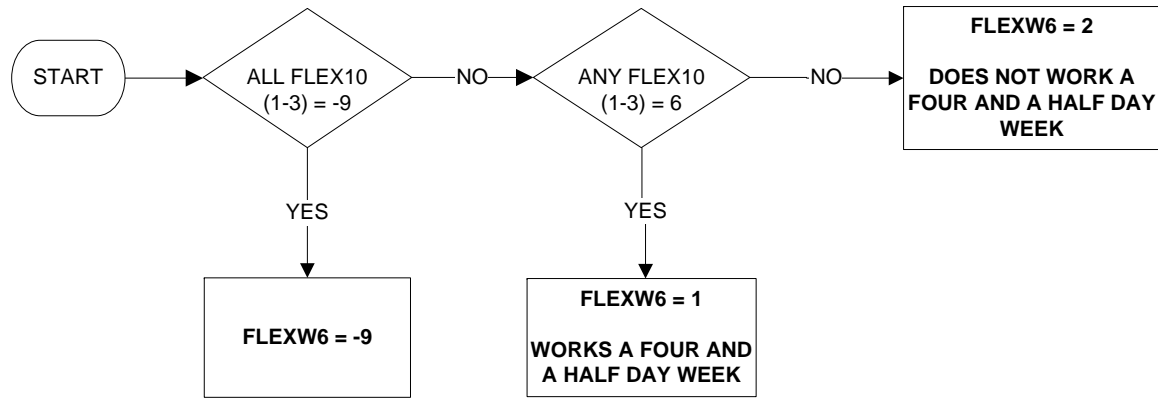 START
ALL FLEX10
(1-3) = -9
NO
ANY FLEX10
(1-3) = 6
NO
FLEXW6 = 2
DOES NOT WORK A
FOUR AND A HALF DAY
WEEK
YES
YES
FLEXW6 = -9
FLEXW6 = 1
WORKS A FOUR AND
A HALF DAY WEEK